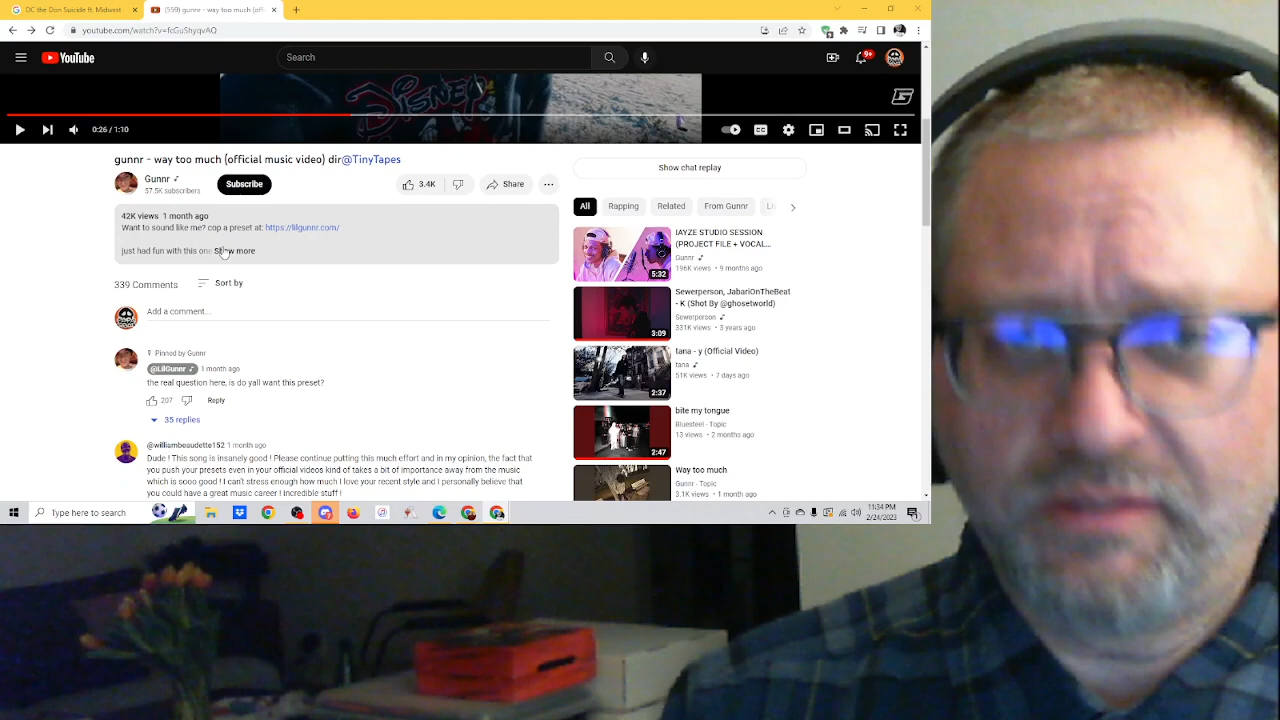 DC the Don Suicide ft. Midwest
(559) gunnr - way too much (offi
youtube.com/watch?v=fcGuShyqvAQ
YouTube
Search
9+
DISNEY
0:26 / 1:10
gunnr - way too much (official music video) dir@TinyTapes
Gunnr
57.5K subscribers
Subscribe
3.4K
Share
42K views 1 month ago
Want to sound like me? cop a preset at: https://lilgunnr.com/
just had fun with this one Show more
339 Comments
Sort by
Add a comment...
Pinned by Gunnr
@LilGunnr 1 month ago
the real question here, is do yall want this preset?
207
Reply
35 replies
@williambeaudette152 1 month ago
Dude ! This song is insanely good ! Please continue putting this much effort and in my opinion, the fact that
you push your presets even in your official videos kind of takes a bit of importance away from the music
which is sooo good ! I can't stress enough how much I love your recent style and I personally believe that
you could have a great music career ! Incredible stuff !
Show chat replay
All
Rapping
Related
From Gunnr
Li
IAYZE STUDIO SESSION
(PROJECT FILE + VOCAL...
Gunnr
196K views • 9 months ago
5:32
Sewerperson, JabariOnTheBeat
- K (Shot By @ghosetworld)
Sewerperson
331K views • 3 years ago
3:09
tana - y (Official Video)
tana
51K views • 7 days ago
2:37
bite my tongue
Bluesteel - Topic
13 views • 2 months ago
2:47
Way too much
Gunnr - Topic
3.1K views • 1 month ago
Type here to search
11:34 PM
2/24/2023